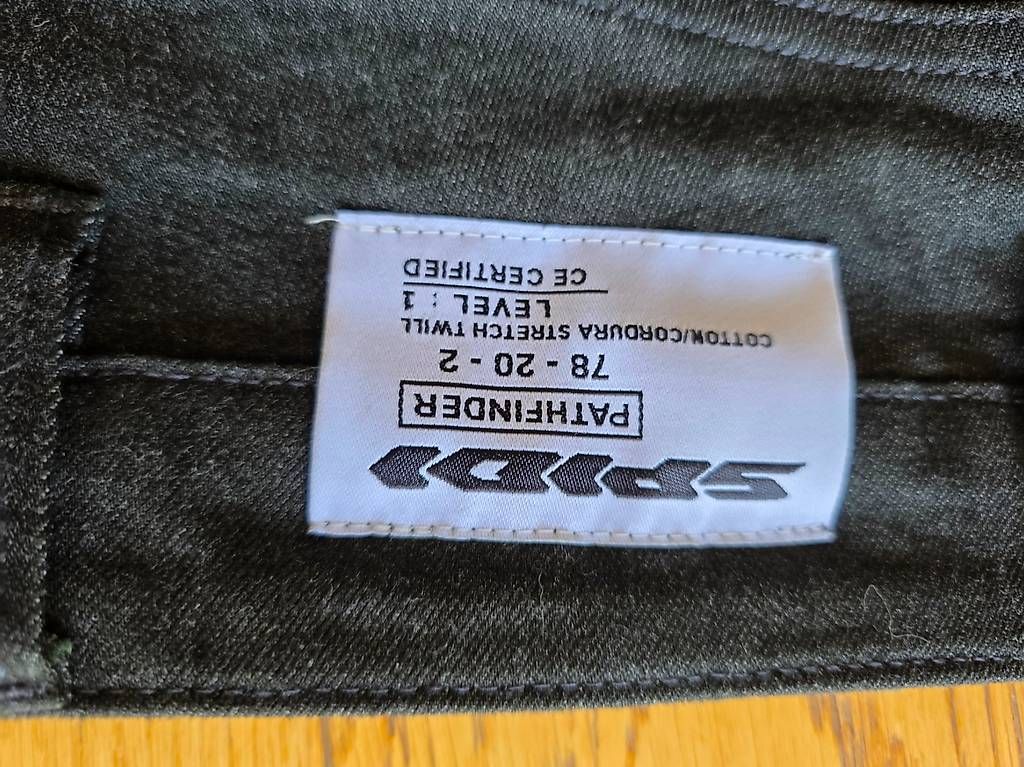 SPIDI
PATHFINDER
78 - 20 - 2
COTTON/CORDURA STRETCH TWILL
LEVEL : 1
CE CERTIFIED